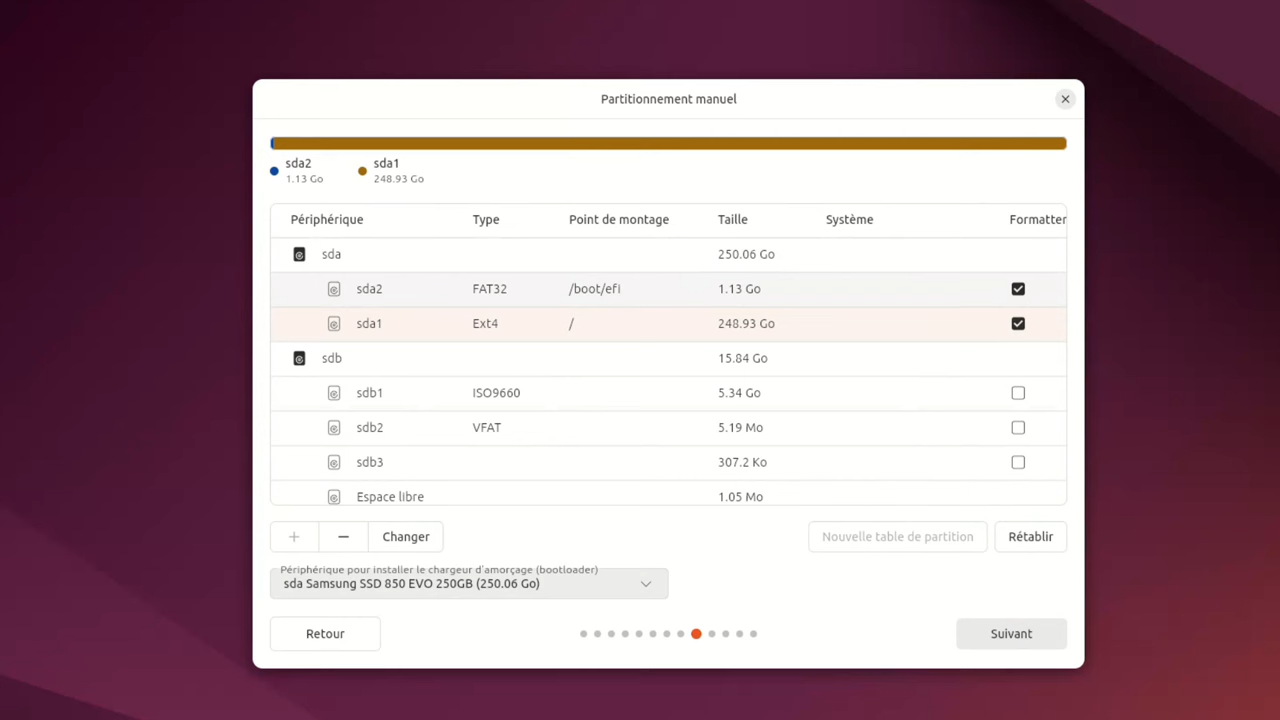 Partitionnement manuel
sda2 sda1
1.13 Go 248.93 Go
Périphérique Type Point de montage Taille Système Formatter
sda 250.06 Go
sda2 FAT32 /boot/efi 1.13 Go
sda1 Ext4 / 248.93 Go
sdb 15.84 Go
sdb1 ISO9660 5.34 Go
sdb2 VFAT 5.19 Mo
sdb3 307.2 Ko
Espace libre 1.05 Mo
Changer Nouvelle table de partition Rétablir
Périphérique pour installer le chargeur d'amorçage (bootloader)
sda Samsung SSD 850 EVO 250GB (250.06 Go)
Retour Suivant